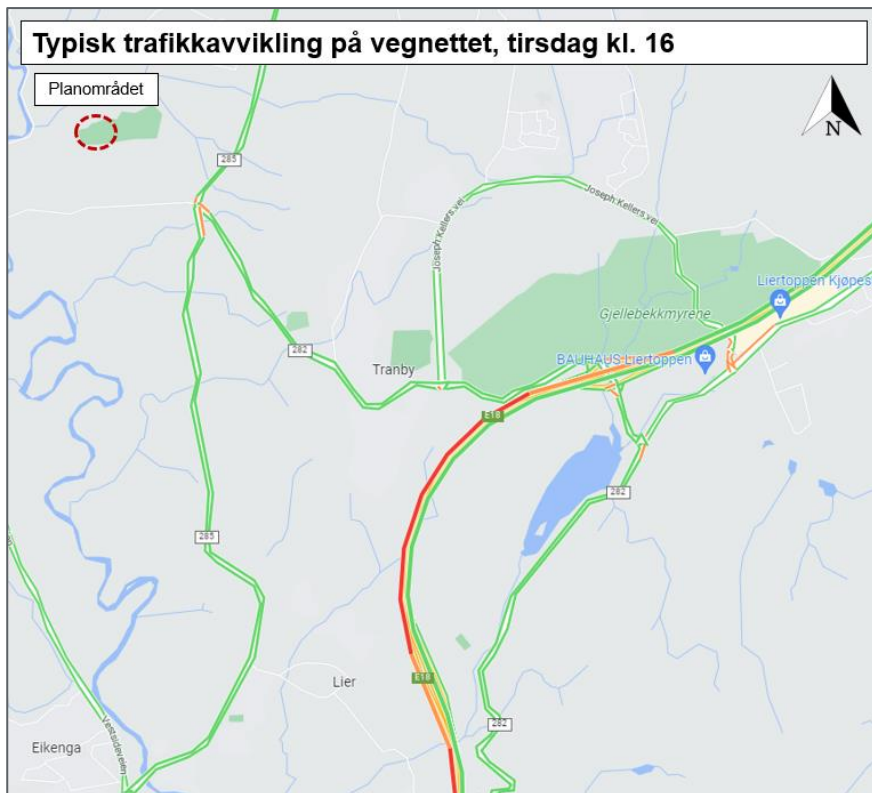 Typisk trafikkavvikling på vegnettet, tirsdag kl. 16
Planområdet
N
285
Joseph Kellers vei
Joseph Kellers vei
Liertoppen Kjøpes
Gjellebekkmyrene
282
BAUHAUS Liertoppen
Tranby
E18
282
285
Lier
E18
282
Vestsideveien
Eikenga